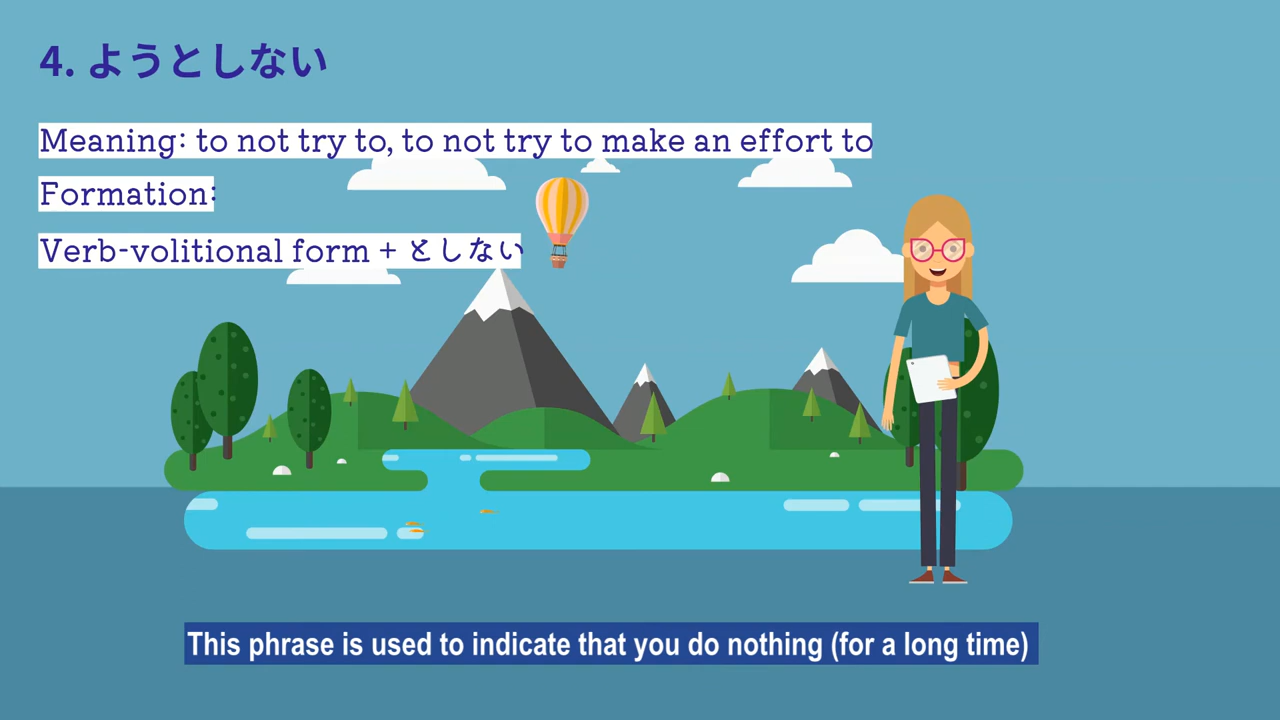 4. ようとしない
Meaning: to not try to, to not try to make an effort to
Formation:
Verb-volitional form + としない
This phrase is used to indicate that you do nothing (for a long time)